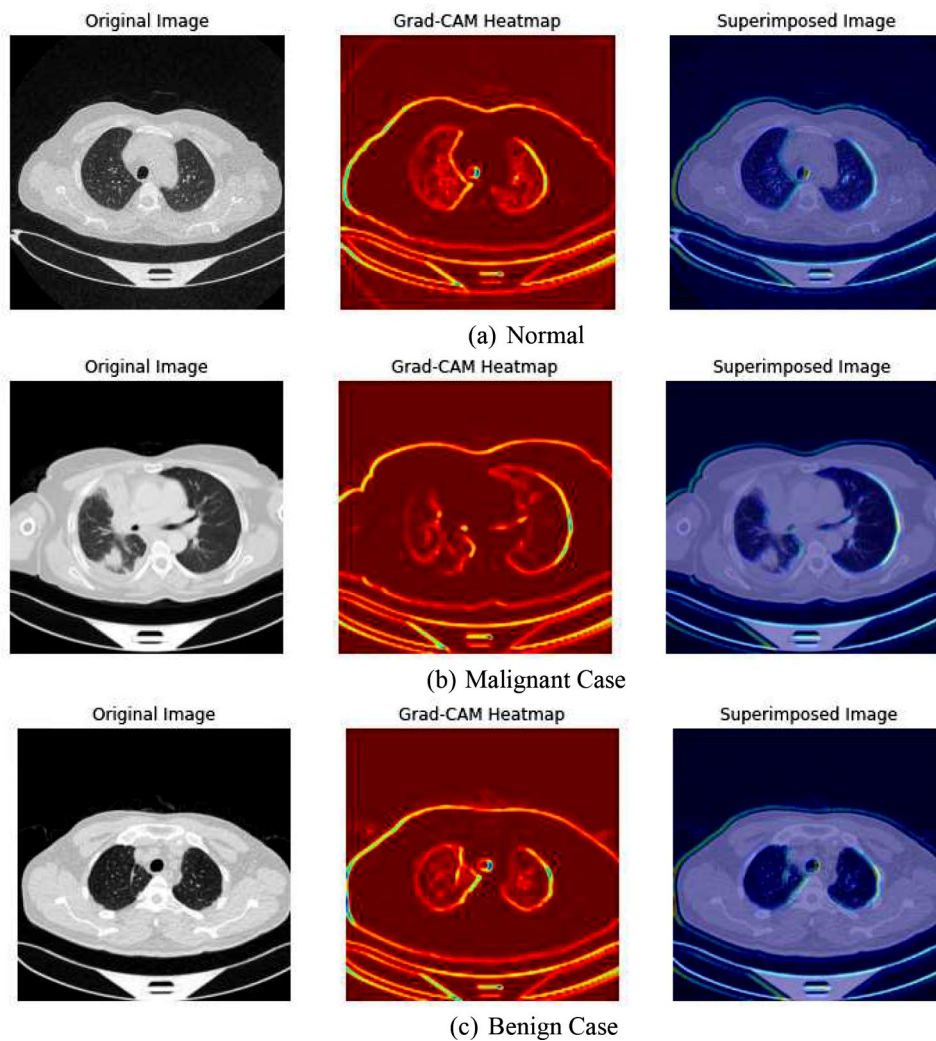 Original Image Grad-CAM Heatmap Superimposed Image
(a) Normal
Original Image Grad-CAM Heatmap Superimposed Image
(b) Malignant Case
Original Image Grad-CAM Heatmap Superimposed Image
(c) Benign Case